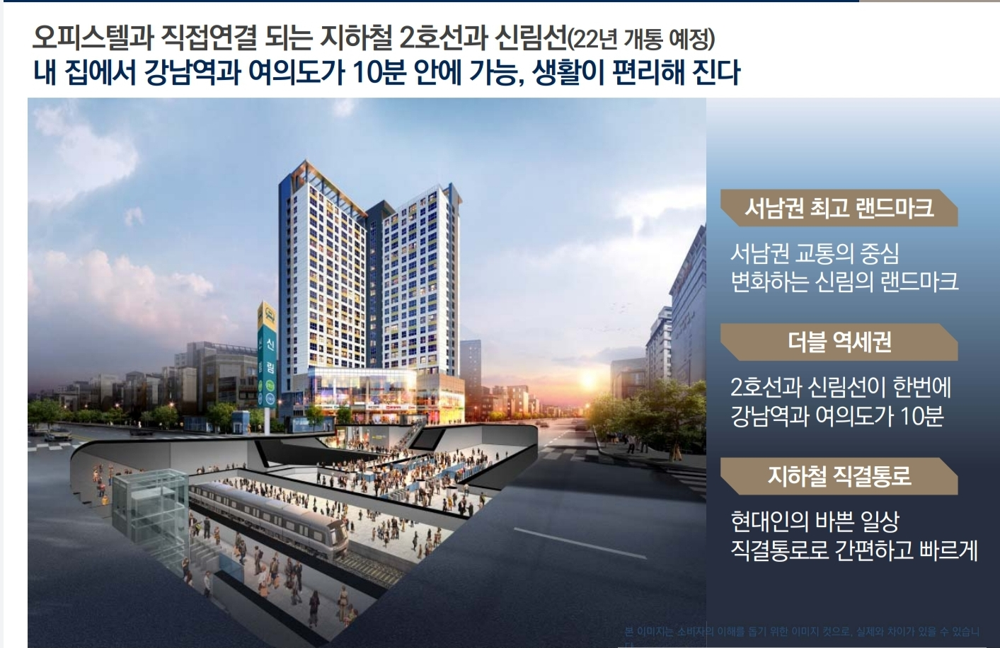 오피스텔과 직접연결 되는 지하철 2호선과 신림선(22년 개통 예정)
내 집에서 강남역과 여의도가 10분 안에 가능, 생활이 편리해 진다
신림
서남권 최고 랜드마크
서남권 교통의 중심
변화하는 신림의 랜드마크
더블 역세권
2호선과 신림선이 한번에
강남역과 여의도가 10분
지하철 직결통로
현대인의 바쁜 일상
직결통로로 간편하고 빠르게
본 이미지는 소비자의 이해를 돕기 위한 이미지 컷으로, 실제와 차이가 있을 수 있습니
다